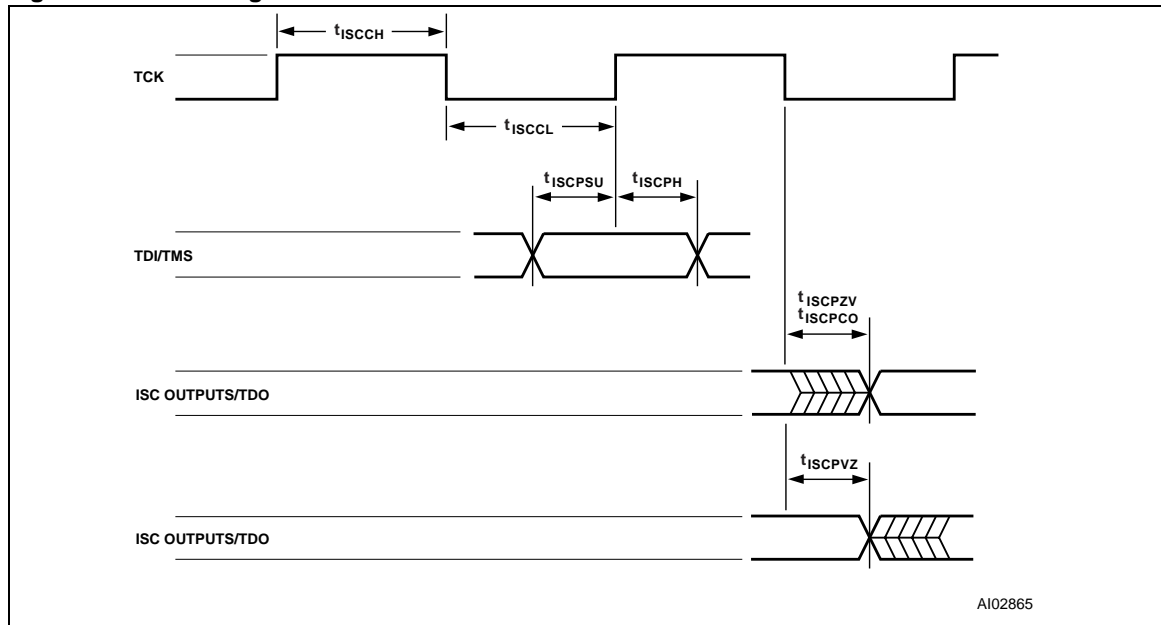 tISCCH
TCK
tISCCL
tISCPSU
tISCPH
TDI/TMS
tISCPZV
tISCPCO
ISC OUTPUTS/TDO
tISCPVZ
ISC OUTPUTS/TDO
AI02865